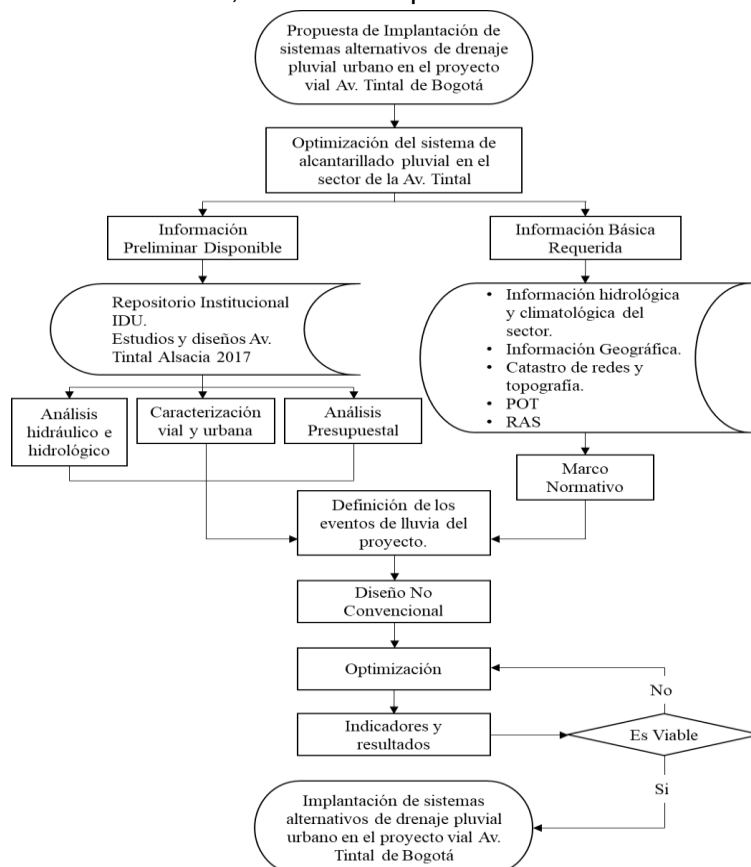 Propuesta de Implantación de
sistemas alternativos de drenaje
pluvial urbano en el proyecto
vial Av. Tintal de Bogotá
Optimización del sistema de
alcantarillado pluvial en el
sector de la Av. Tintal
Información
Preliminar Disponible
Información Básica
Requerida
Repositorio Institucional
IDU.
Estudios y diseños Av.
Tintal Alsacia 2017
• Información hidrológica
y climatológica del
sector.
• Información Geográfica.
• Catastro de redes y
topografía.
• POT
• RAS
Análisis
hidráulico e
hidrológico
Caracterización
vial y urbana
Análisis
Presupuestal
Marco
Normativo
Definición de los
eventos de lluvia del
proyecto.
Diseño No
Convencional
Optimización
No
Indicadores y
resultados
Es Viable
Si
Implantación de sistemas
alternativos de drenaje pluvial
urbano en el proyecto vial Av.
Tintal de Bogotá